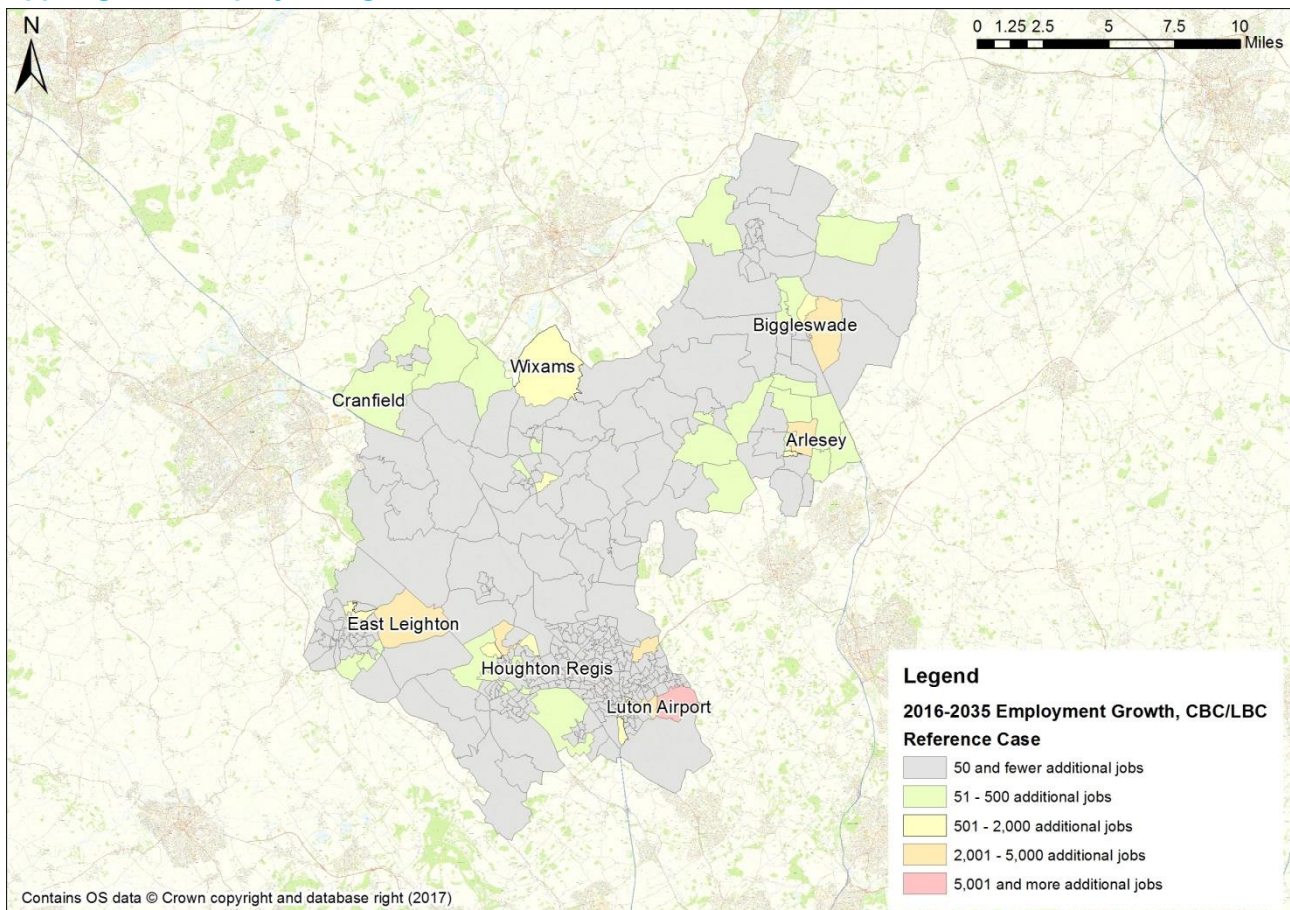 N
0 1.25 2.5 5 7.5 10
Miles
Biggleswade
Wixams
Cranfield
Arlesey
East Leighton
Houghton Regis
Luton Airport
Legend
2016-2035 Employment Growth, CBC/LBC
Reference Case
50 and fewer additional jobs
51 - 500 additional jobs
501 - 2,000 additional jobs
2,001 - 5,000 additional jobs
5,001 and more additional jobs
Contains OS data © Crown copyright and database right (2017)